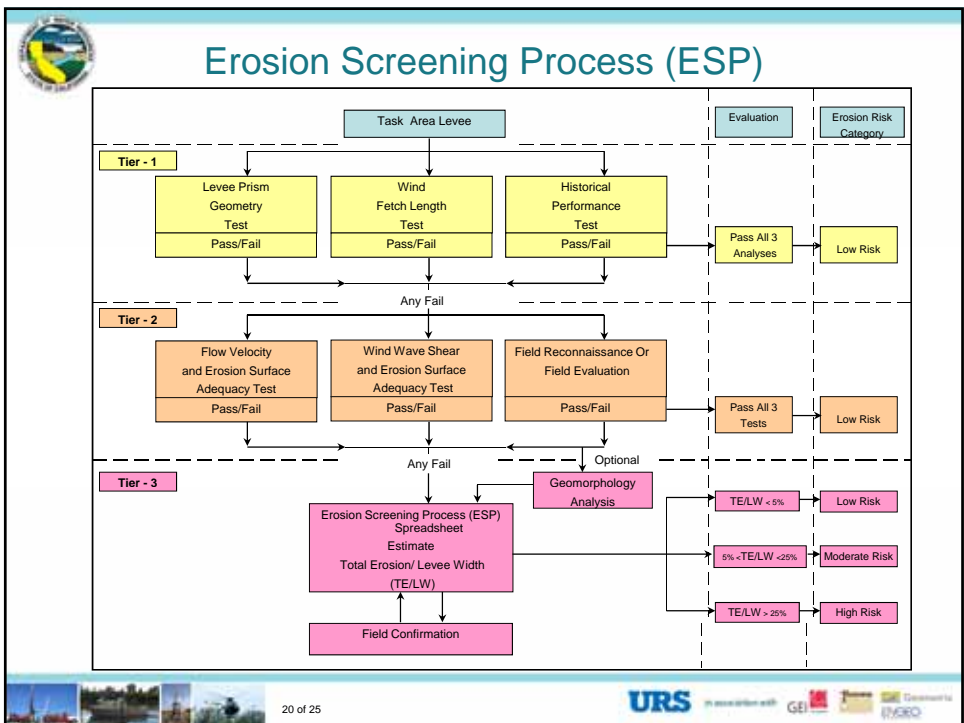 Erosion Screening Process (ESP)
Task Area Levee
Evaluation
Erosion Risk
Category
Tier - 1
Levee Prism
Geometry
Test
Pass/Fail
Wind
Fetch Length
Test
Pass/Fail
Historical
Performance
Test
Pass/Fail
Pass All 3
Analyses
Low Risk
Any Fail
Tier - 2
Flow Velocity
and Erosion Surface
Adequacy Test
Pass/Fail
Wind Wave Shear
and Erosion Surface
Adequacy Test
Pass/Fail
Field Reconnaissance Or
Field Evaluation
Pass/Fail
Pass All 3
Tests
Low Risk
Any Fail
Optional
Tier - 3
Geomorphology
Analysis
Erosion Screening Process (ESP)
Spreadsheet
Estimate
Total Erosion/ Levee Width
(TE/LW)
Field Confirmation
TE/LW < 5%
Low Risk
5% <TE/LW <25%
Moderate Risk
TE/LW > 25%
High Risk
20 of 25
URS
in association with
GEI